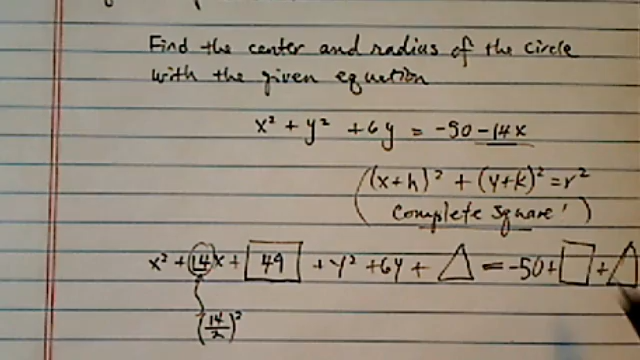 Find the center and radius of the circle
with the given equation
x² + y² + 6y = -50 - 14x
(x+h)² + (y+k)² = r²
(Complete Square!)
x² + 14x + 49 + y² + 6y + △ = -50 + □ + △
(14/2)²